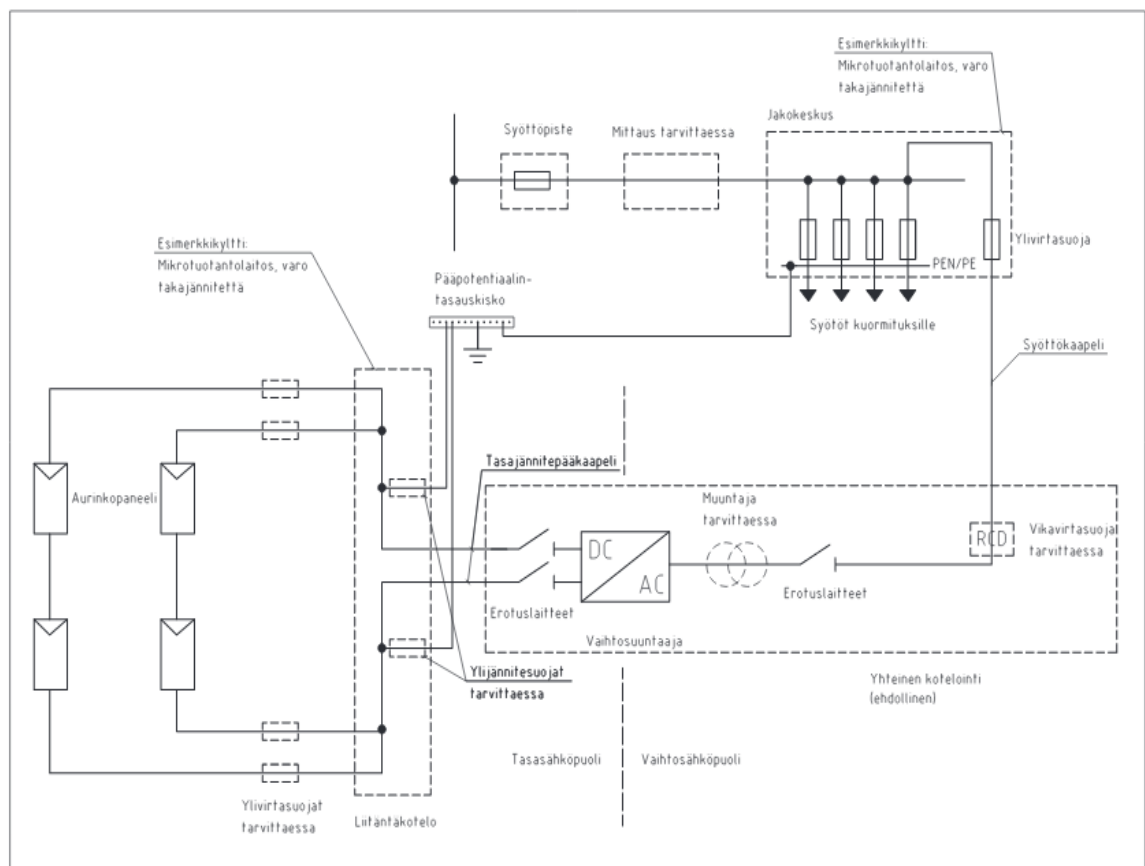 Esimerkkikyltti:
Mikrotuotantolaitos, varo
takajännitettä
Jakokeskus
Syöttöpiste
Mittaus tarvittaessa
Ylivirtasuoja
PEN/PE
Syötöt kuormituksille
Esimerkkikyltti:
Mikrotuotantolaitos, varo
takajännitettä
Pääpotentiaalin-
tasauskisko
Syöttökaapeli
Tasajännitepääkaapeli
Aurinkopaneeli
Muuntaja
tarvittaessa
RCD
Vikavirtasuojat
tarvittaessa
DC
AC
Erotuslaitteet
Erotuslaitteet
Vaihtosuuntaaja
Ylijännitesuojat
tarvittaessa
Yhteinen kotelointi
(ehdollinen)
Tasasähköpuoli
Vaihtosähköpuoli
Ylivirtasuojat
tarvittaessa
Liitäntäkotelo